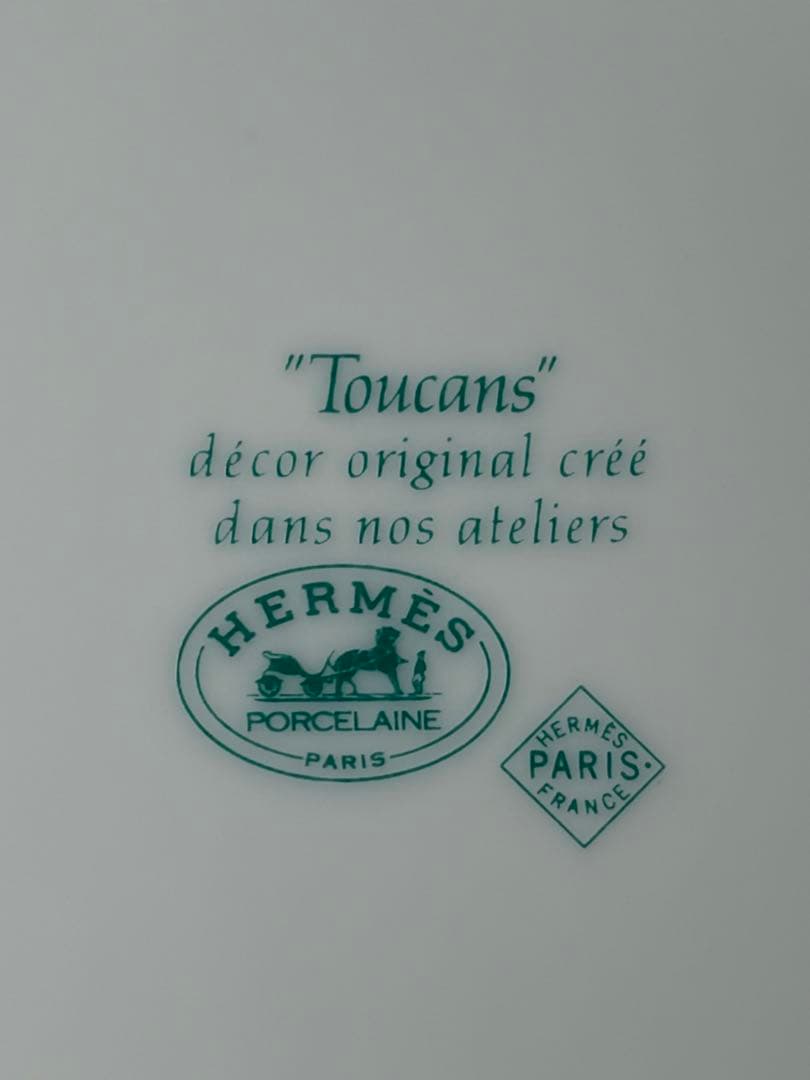 "Toucans"
décor original créé
dans nos ateliers
HERMÈS
PORCELAINE
PARIS
HERMÈS
PARIS·
FRANCE